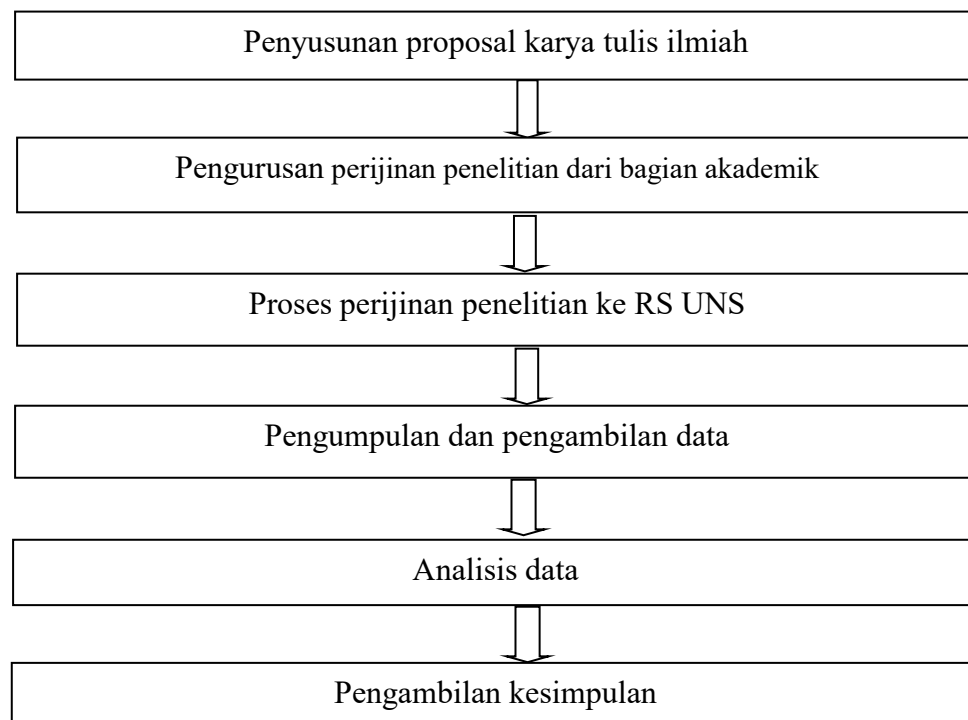 Penyusunan proposal karya tulis ilmiah
Pengurusan perijinan penelitian dari bagian akademik
Proses perijinan penelitian ke RS UNS
Pengumpulan dan pengambilan data
Analisis data
Pengambilan kesimpulan